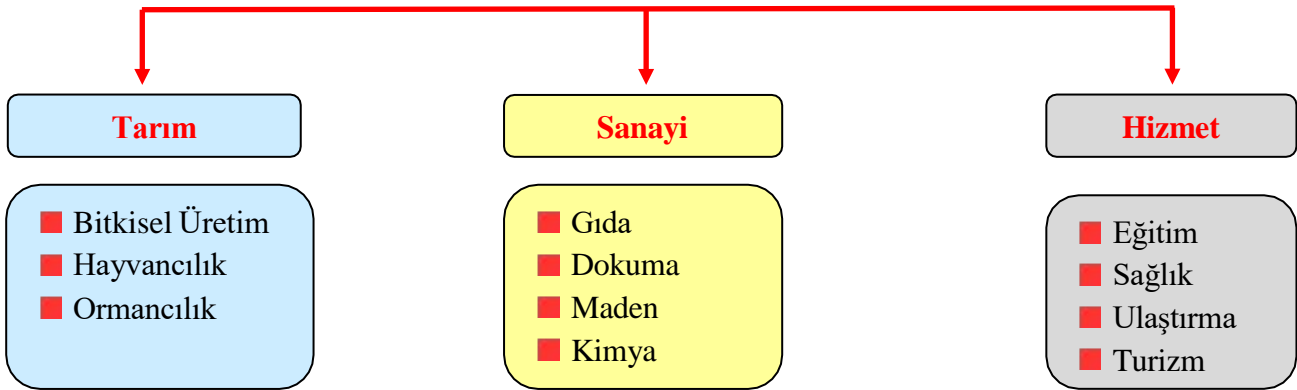 Tarım
Bitkisel Üretim
Hayvancılık
Ormancılık
Sanayi
Gıda
Dokuma
Maden
Kimya
Hizmet
Eğitim
Sağlık
Ulaştırma
Turizm